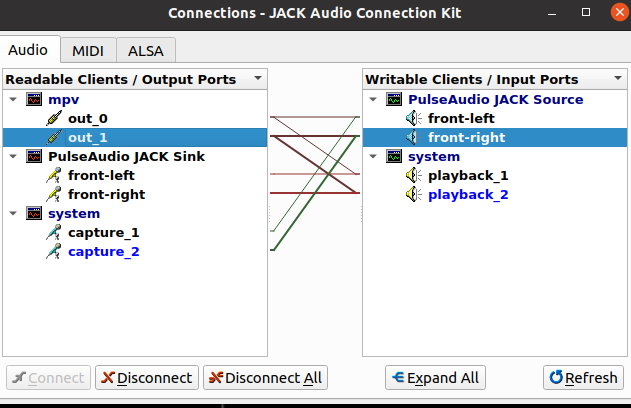 Connections - JACK Audio Connection Kit
Audio MIDI ALSA
Readable Clients / Output Ports
mpv
out_0
out_1
PulseAudio JACK Sink
front-left
front-right
system
capture_1
capture_2
Writable Clients / Input Ports
PulseAudio JACK Source
front-left
front-right
system
playback_1
playback_2
Connect Disconnect Disconnect All Expand All Refresh